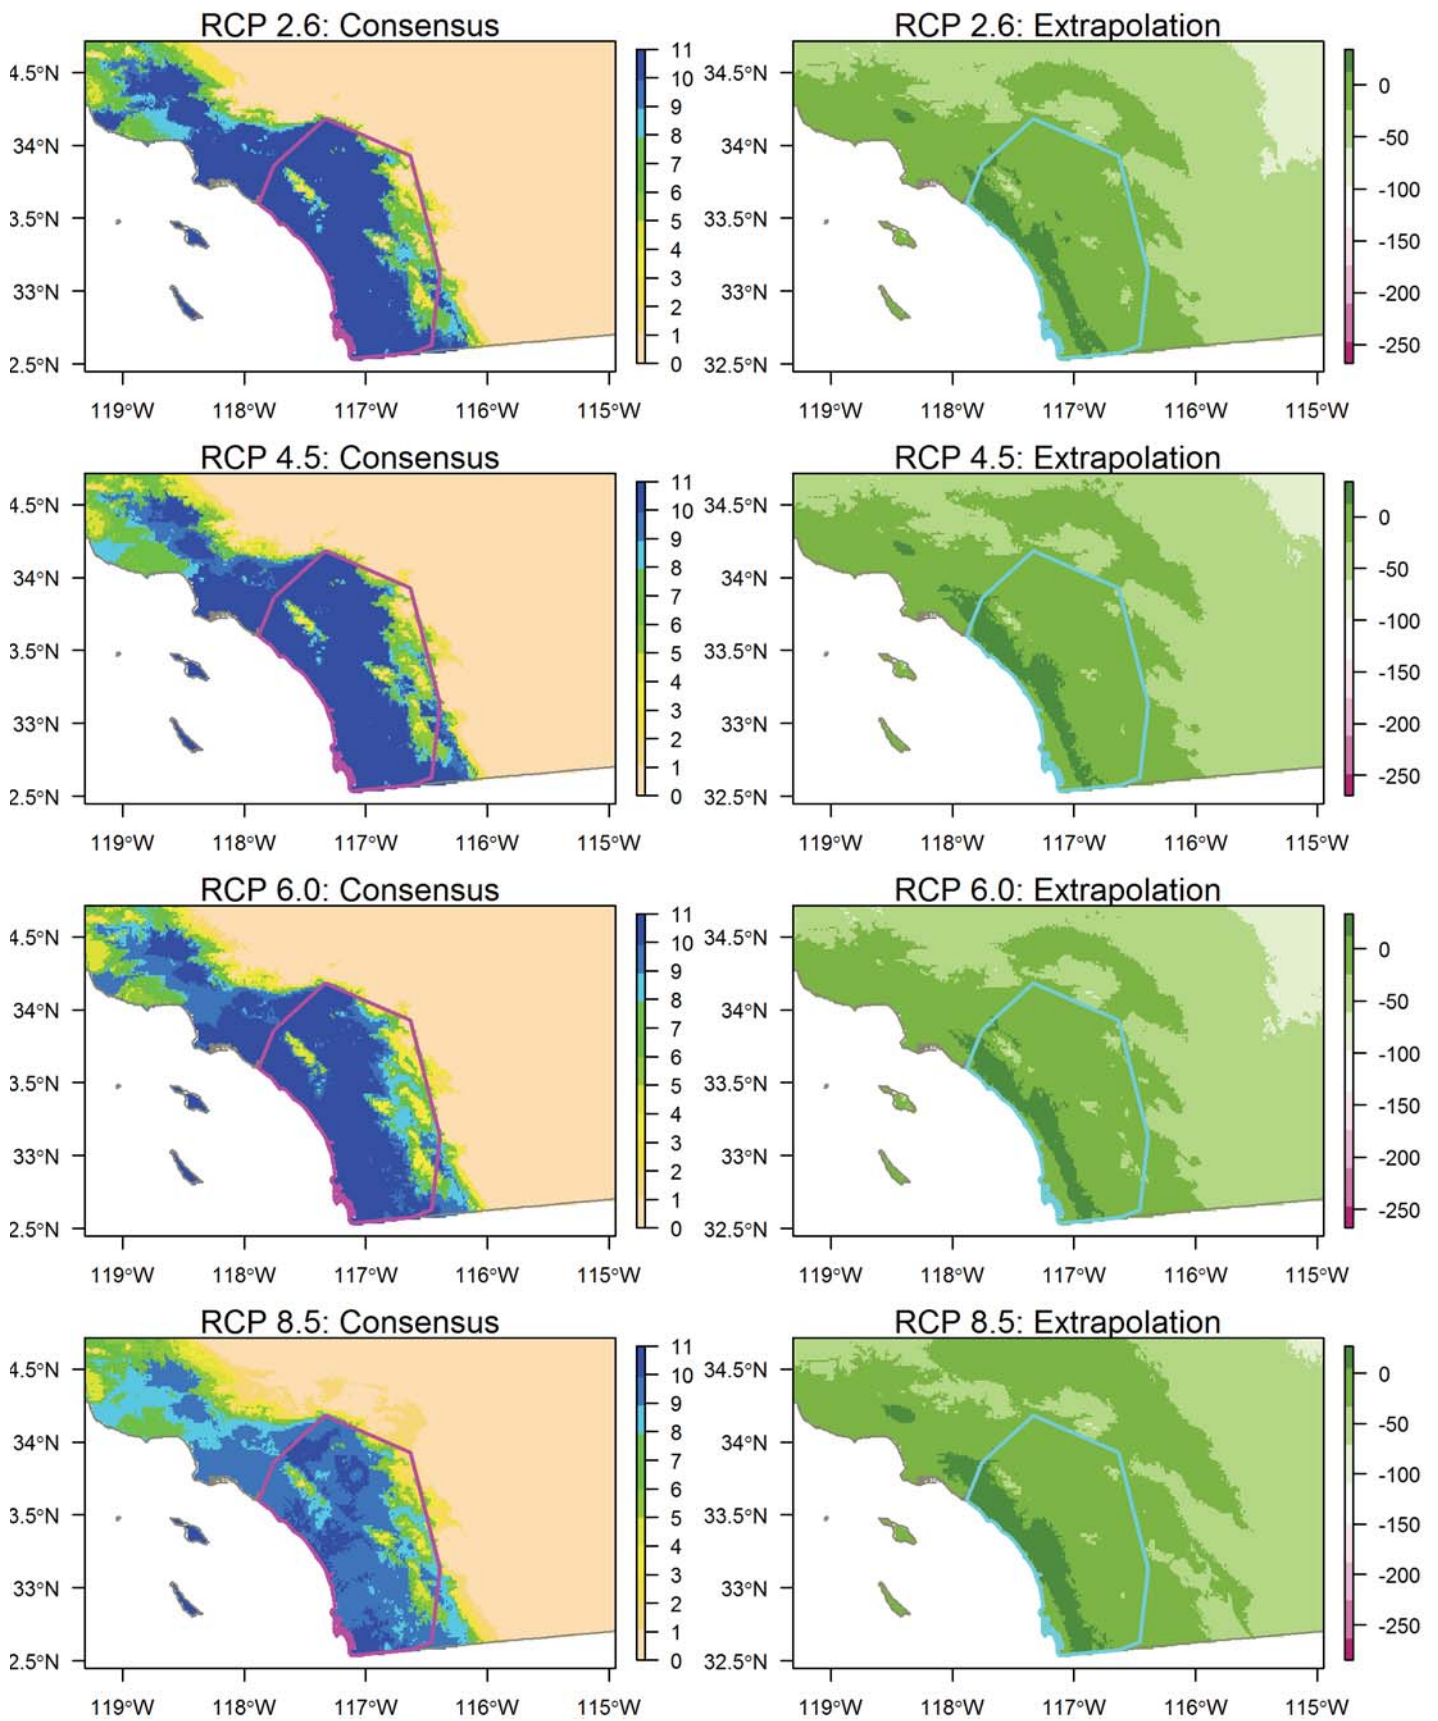 RCP 2.6: Consensus
4.5°N
34°N
3.5°N
33°N
2.5°N
119°W 118°W 117°W 116°W 115°W
11
10
9
8
7
6
5
4
3
2
1
0
RCP 2.6: Extrapolation
34.5°N
34°N
33.5°N
33°N
32.5°N
119°W 118°W 117°W 116°W 115°W
0
-50
-100
-150
-200
-250
RCP 4.5: Consensus
4.5°N
34°N
3.5°N
33°N
2.5°N
119°W 118°W 117°W 116°W 115°W
11
10
9
8
7
6
5
4
3
2
1
0
RCP 4.5: Extrapolation
34.5°N
34°N
33.5°N
33°N
32.5°N
119°W 118°W 117°W 116°W 115°W
0
-50
-100
-150
-200
-250
RCP 6.0: Consensus
4.5°N
34°N
3.5°N
33°N
2.5°N
119°W 118°W 117°W 116°W 115°W
11
10
9
8
7
6
5
4
3
2
1
0
RCP 6.0: Extrapolation
34.5°N
34°N
33.5°N
33°N
32.5°N
119°W 118°W 117°W 116°W 115°W
0
-50
-100
-150
-200
-250
RCP 8.5: Consensus
4.5°N
34°N
3.5°N
33°N
2.5°N
119°W 118°W 117°W 116°W 115°W
11
10
9
8
7
6
5
4
3
2
1
0
RCP 8.5: Extrapolation
34.5°N
34°N
33.5°N
33°N
32.5°N
119°W 118°W 117°W 116°W 115°W
0
-50
-100
-150
-200
-250